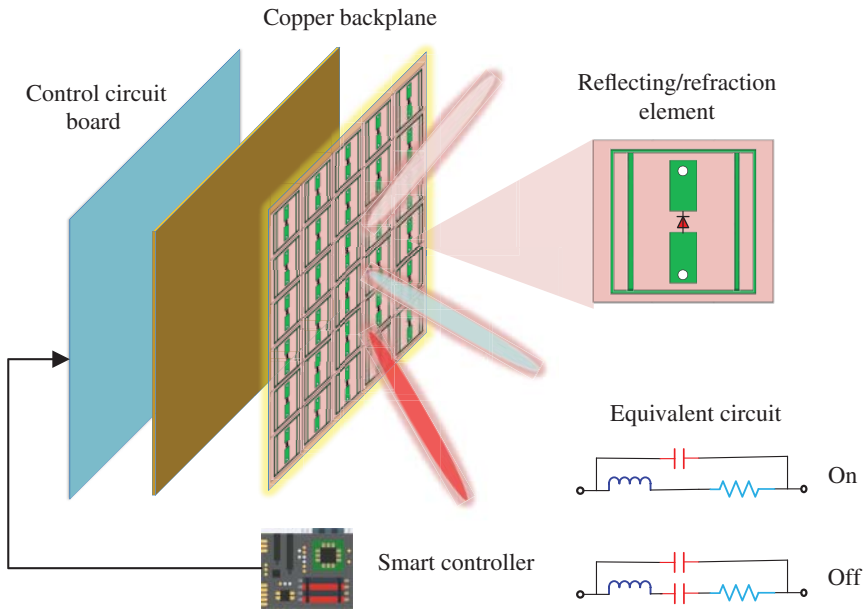 Copper backplane
Control circuit
board
Reflecting/refraction
element
Equivalent circuit
On
Smart controller
Off